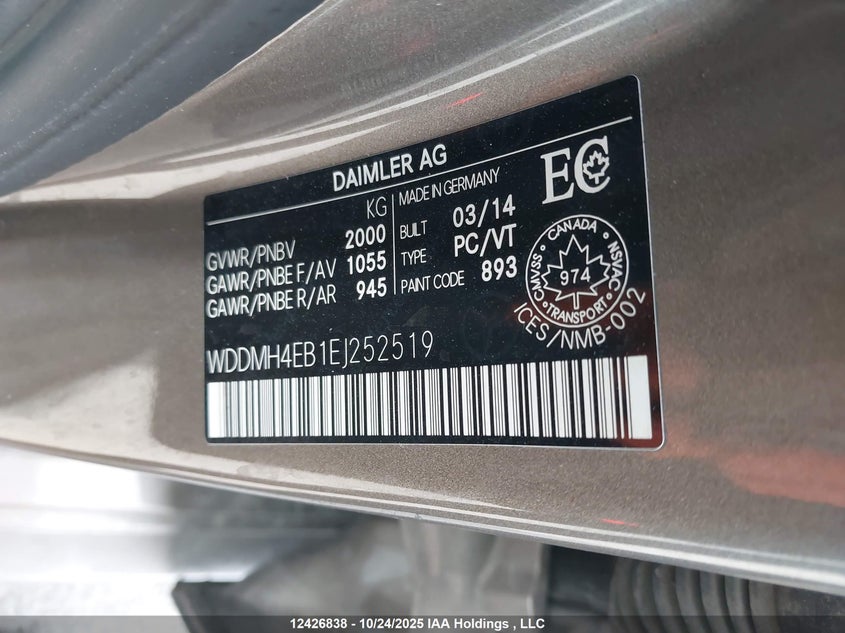 DAIMLER AG
MADE IN GERMANY
EC
KG
GVWR/PNBV 2000
GAWR/PNBE F/AV 1055
GAWR/PNBE R/AR 945
BUILT 03/14
TYPE PC/VT
PAINT CODE 893
CANADA
CMVSS 974 NSVAC
TRANSPORT
ICES/NMB-002
WDDMH4EB1EJ252519
12426838 - 10/24/2025 IAA Holdings , LLC